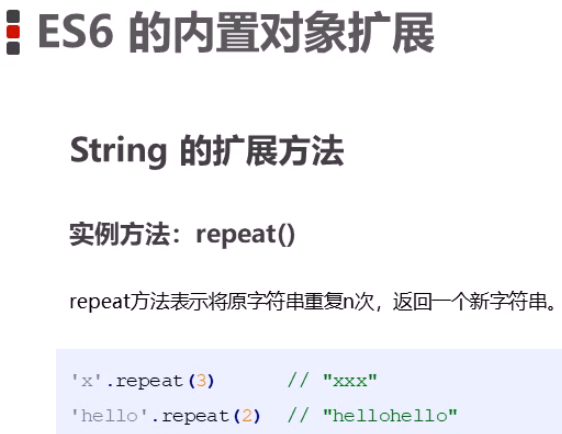 ES6 的内置对象扩展
String 的扩展方法
实例方法：repeat()
repeat方法表示将原字符串重复n次，返回一个新字符串。
'x'.repeat(3)      // "xxx"
'hello'.repeat(2)  // "hellohello"